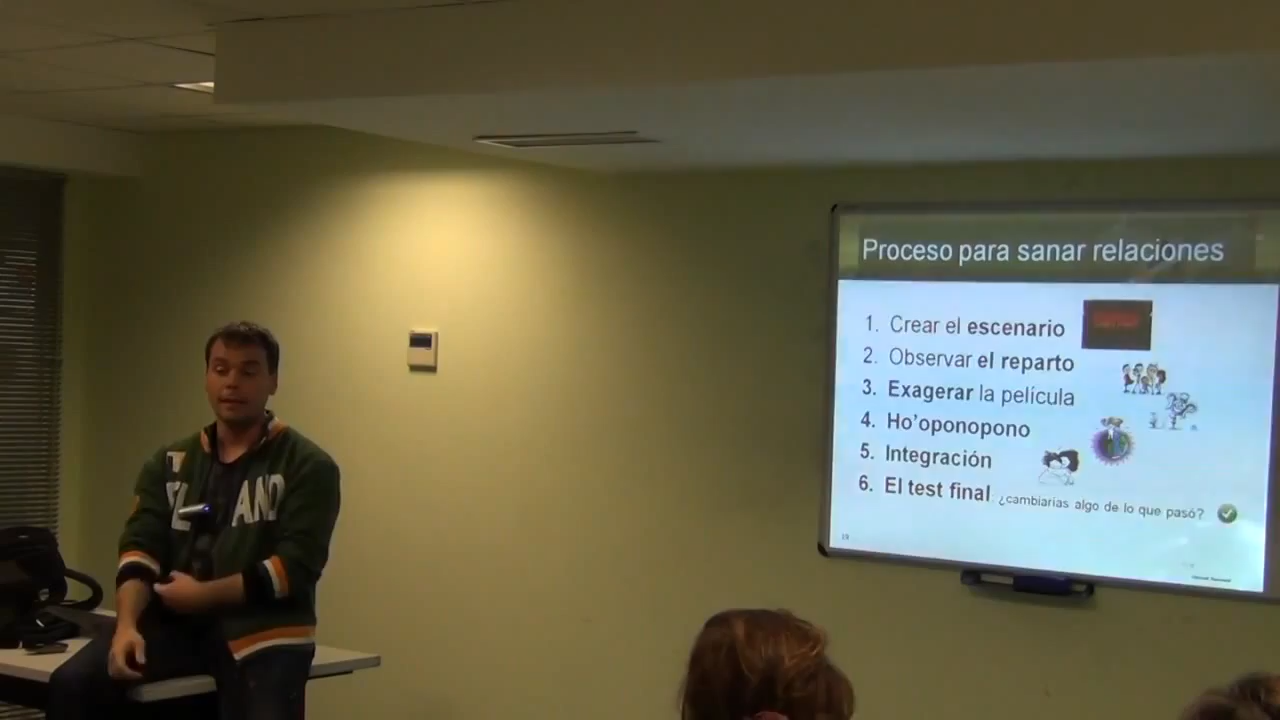 Proceso para sanar relaciones
1. Crear el escenario
2. Observar el reparto
3. Exagerar la película
4. Ho'oponopono
5. Integración
6. El test final ¿cambiarías algo de lo que pasó?
19